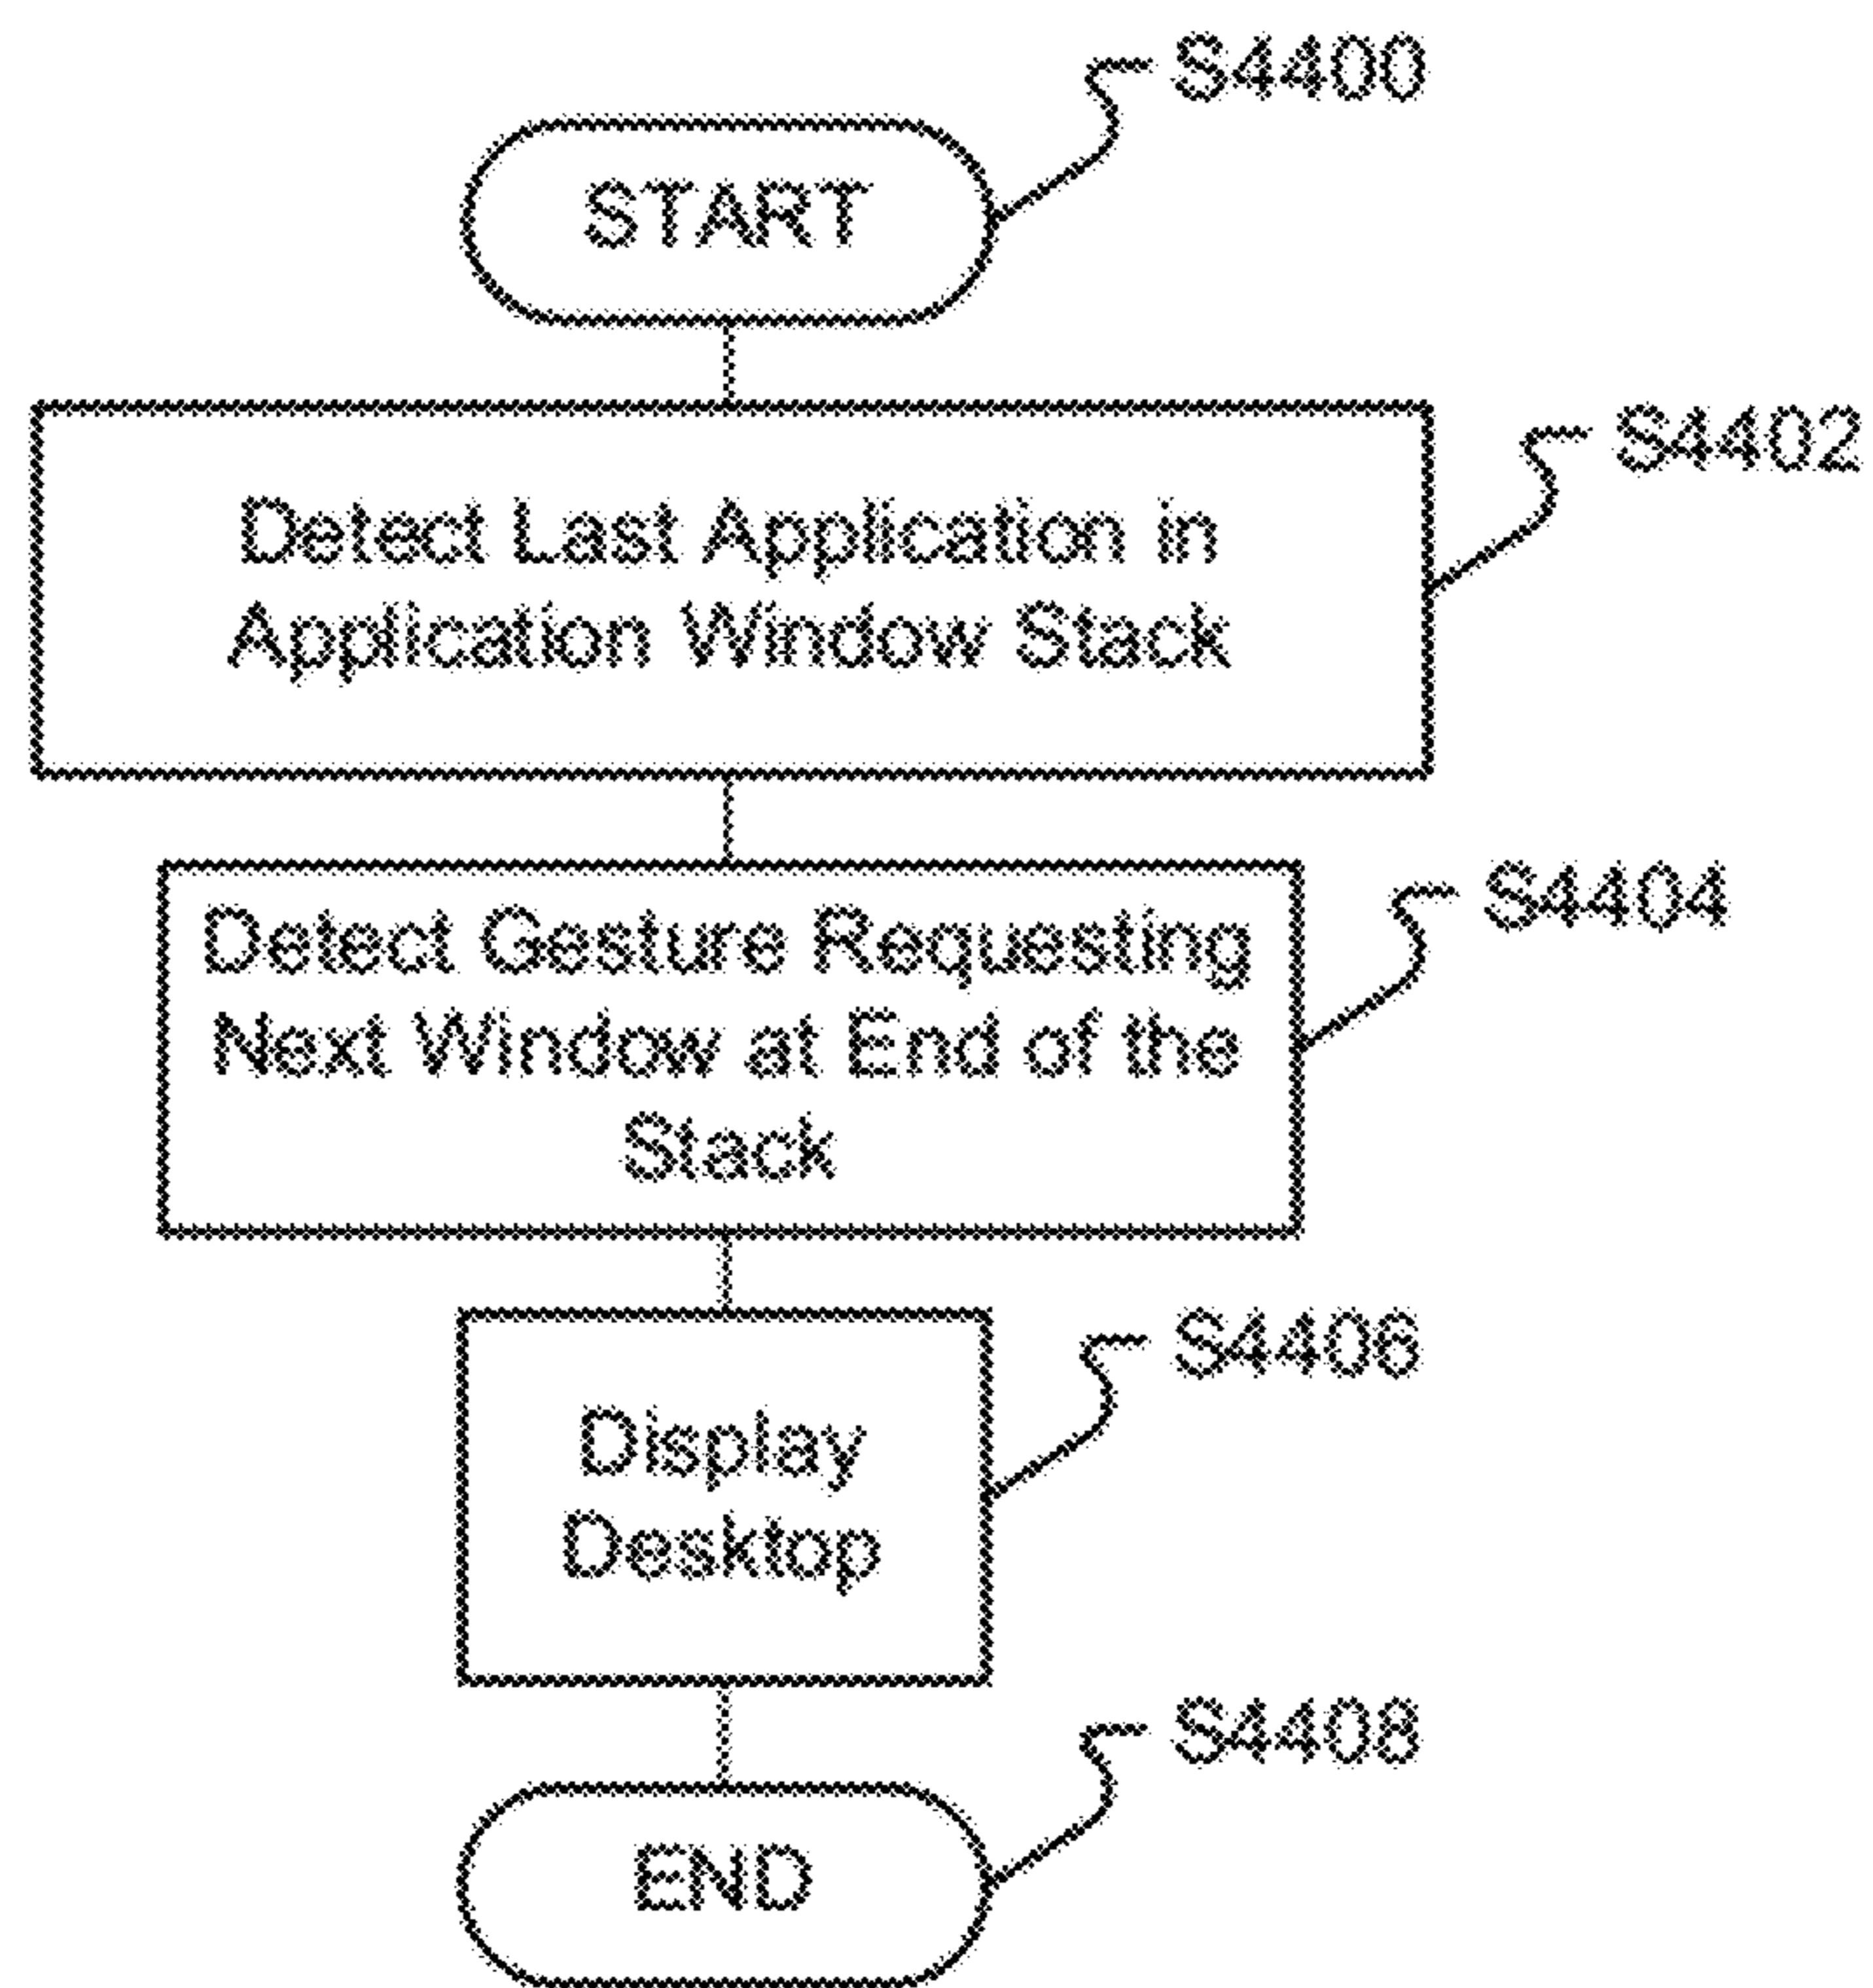 S4400
START
S4402
Detect Last Application in
Application Window Stack
S4404
Detect Gesture Requesting
Next Window at End of the
Stack
S4406
Display
Desktop
S4408
END